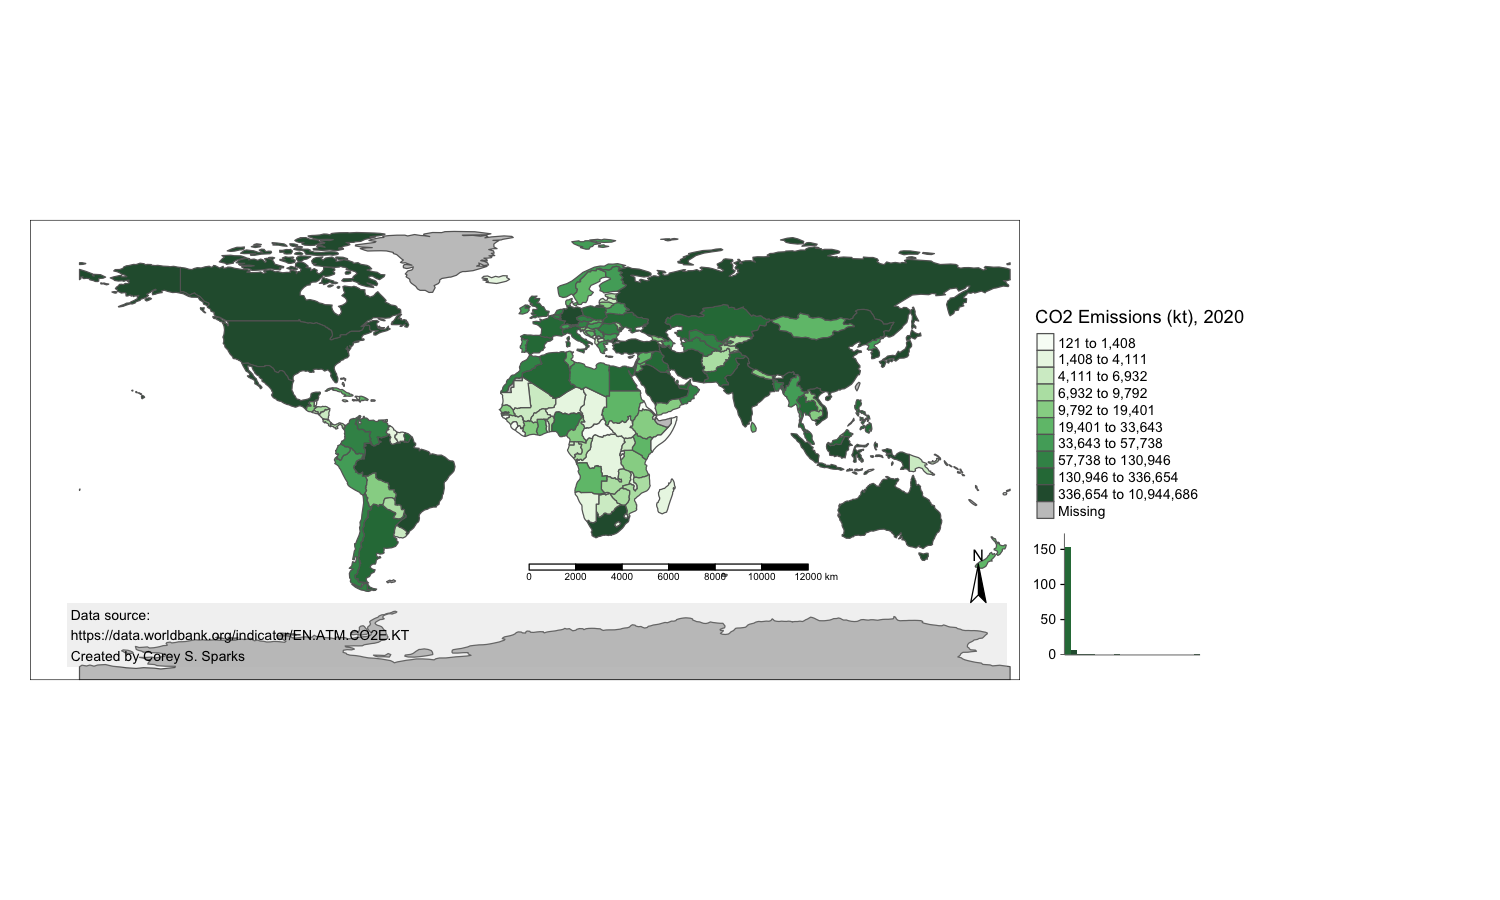 CO2 Emissions (kt), 2020
121 to 1,408
1,408 to 4,111
4,111 to 6,932
6,932 to 9,792
9,792 to 19,401
19,401 to 33,643
33,643 to 57,738
57,738 to 130,946
130,946 to 336,654
336,654 to 10,944,686
Missing
150
100
50
0
N
0 2000 4000 6000 8000 10000 12000 km
Data source:
https://data.worldbank.org/indicator/EN.ATM.CO2E.KT
Created by Corey S. Sparks